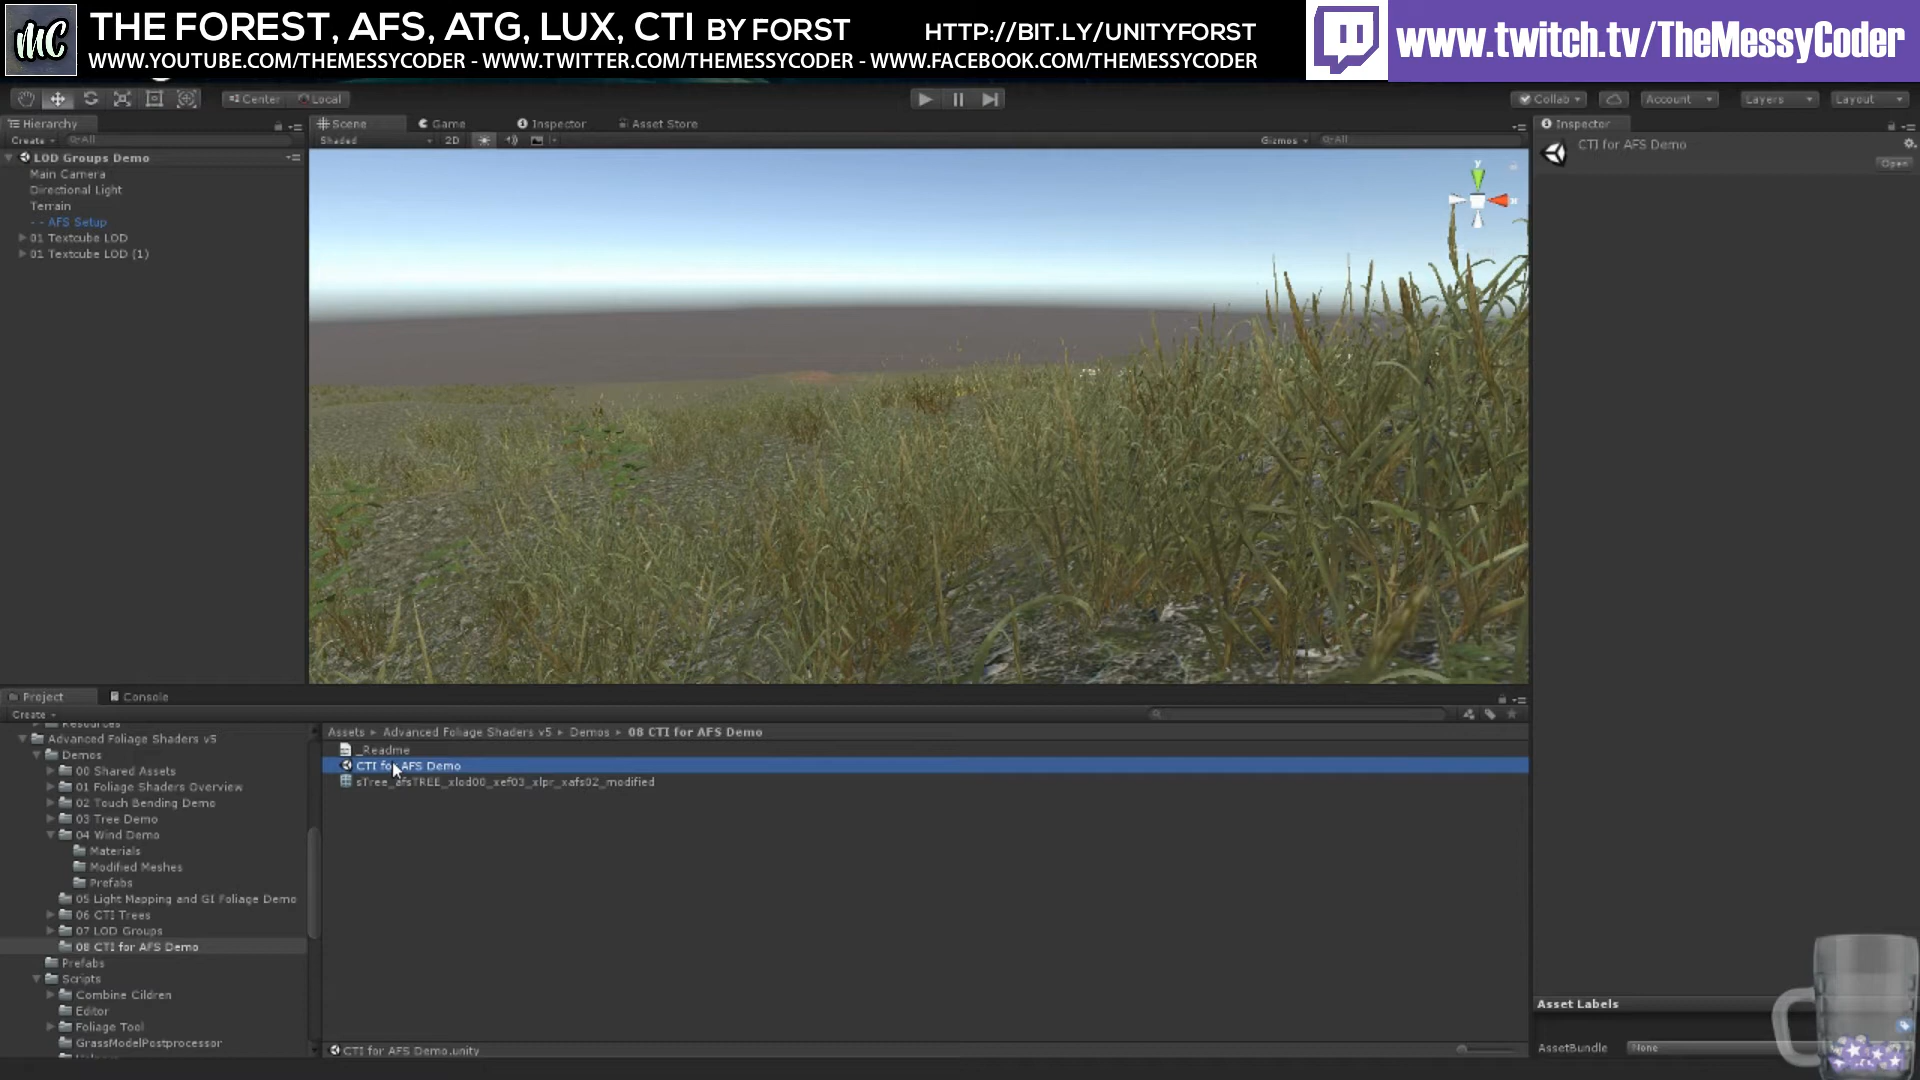 MC
THE FOREST, AFS, ATG, LUX, CTI BY FORST
HTTP://BIT.LY/UNITYFORST
WWW.YOUTUBE.COM/THEMESSYCODER - WWW.TWITTER.COM/THEMESSYCODER - WWW.FACEBOOK.COM/THEMESSYCODER
www.twitch.tv/TheMessyCoder
Center
Local
Collab
Account
Layers
Layout
Hierarchy
Create
All
LOD Groups Demo
Main Camera
Directional Light
Terrain
- - AFS Setup
01 Textcube LOD
01 Textcube LOD (1)
Scene
Game
Inspector
Asset Store
Shaded
2D
Gizmos
All
y
x
Inspector
CTI for AFS Demo
Open
Project
Console
Create
Resources
Advanced Foliage Shaders v5
Demos
00 Shared Assets
01 Foliage Shaders Overview
02 Touch Bending Demo
03 Tree Demo
04 Wind Demo
Materials
Modified Meshes
Prefabs
05 Light Mapping and GI Foliage Demo
06 CTI Trees
07 LOD Groups
08 CTI for AFS Demo
Prefabs
Scripts
Combine Cildren
Editor
Foliage Tool
GrassModelPostprocessor
Assets ▸ Advanced Foliage Shaders v5 ▸ Demos ▸ 08 CTI for AFS Demo
_Readme
CTI for AFS Demo
sTree_afsTREE_xlod00_xef03_xlpr_xafs02_modified
CTI for AFS Demo.unity
Asset Labels
AssetBundle
None